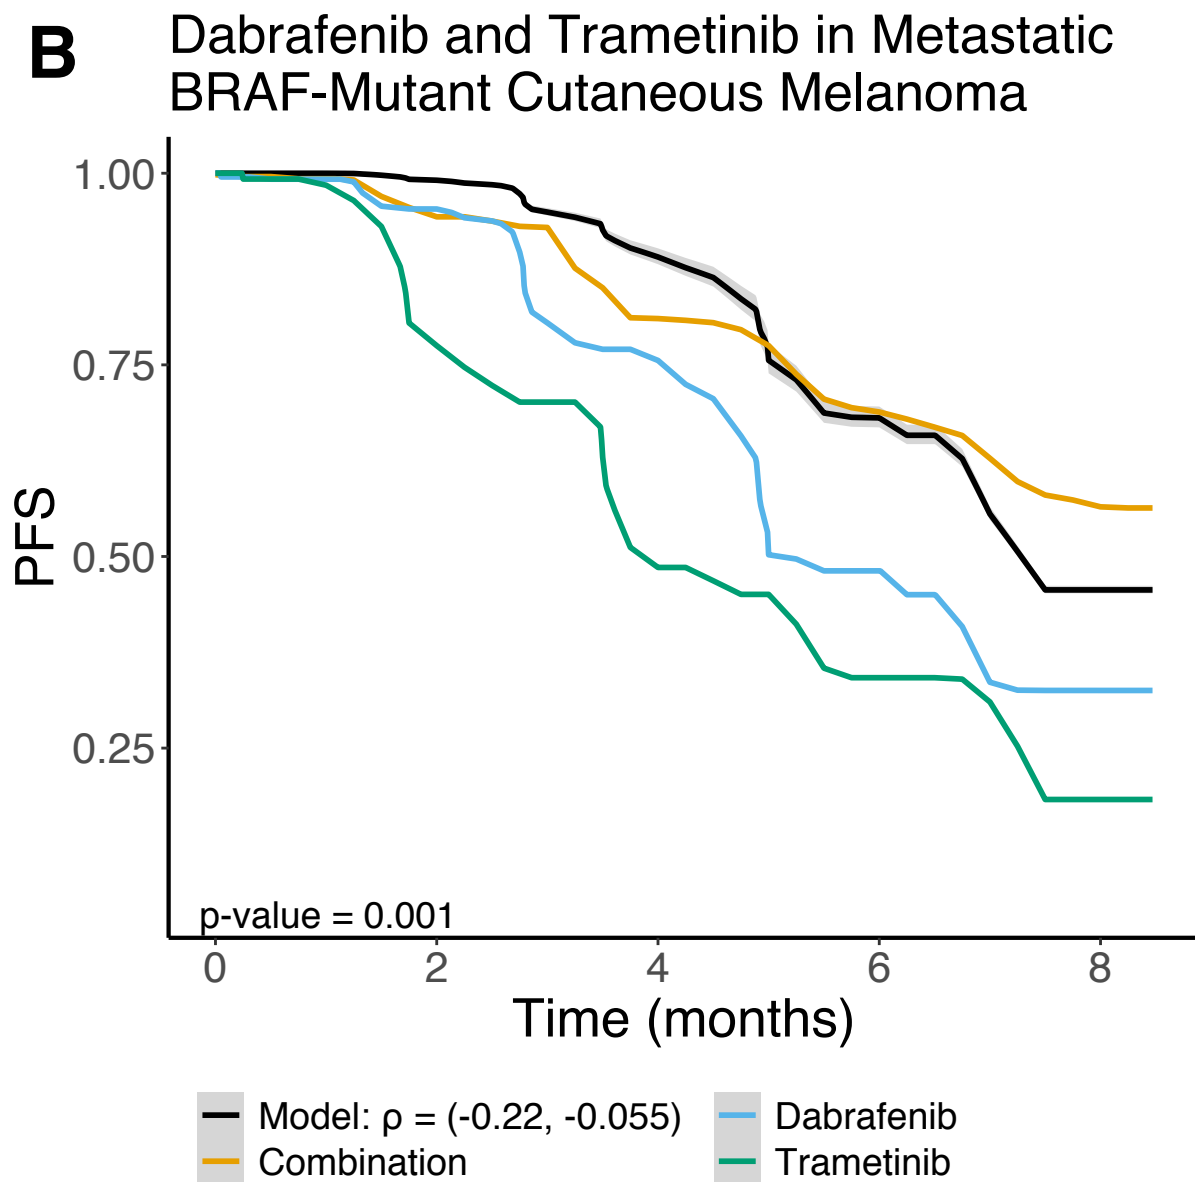 B
Dabrafenib and Trametinib in Metastatic
BRAF-Mutant Cutaneous Melanoma
1.00
0.75
0.50
0.25
PFS
p-value = 0.001
0 2 4 6 8
Time (months)
Model: ρ = (-0.22, -0.055) Dabrafenib
Combination Trametinib